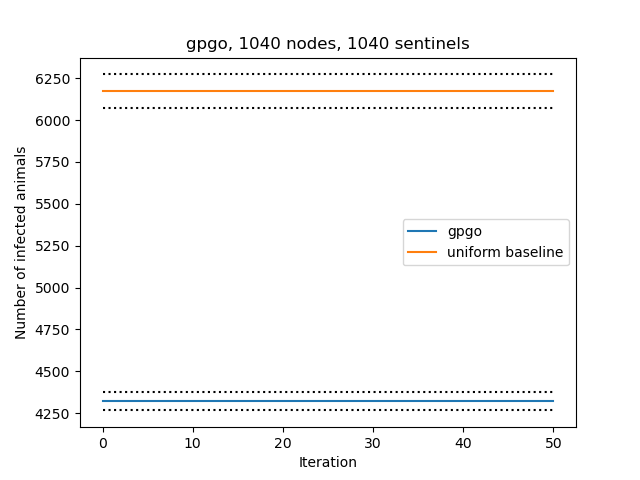 gpgo, 1040 nodes, 1040 sentinels
Number of infected animals
6250
6000
5750
5500
5250
5000
4750
4500
4250
gpgo
uniform baseline
0 10 20 30 40 50
Iteration